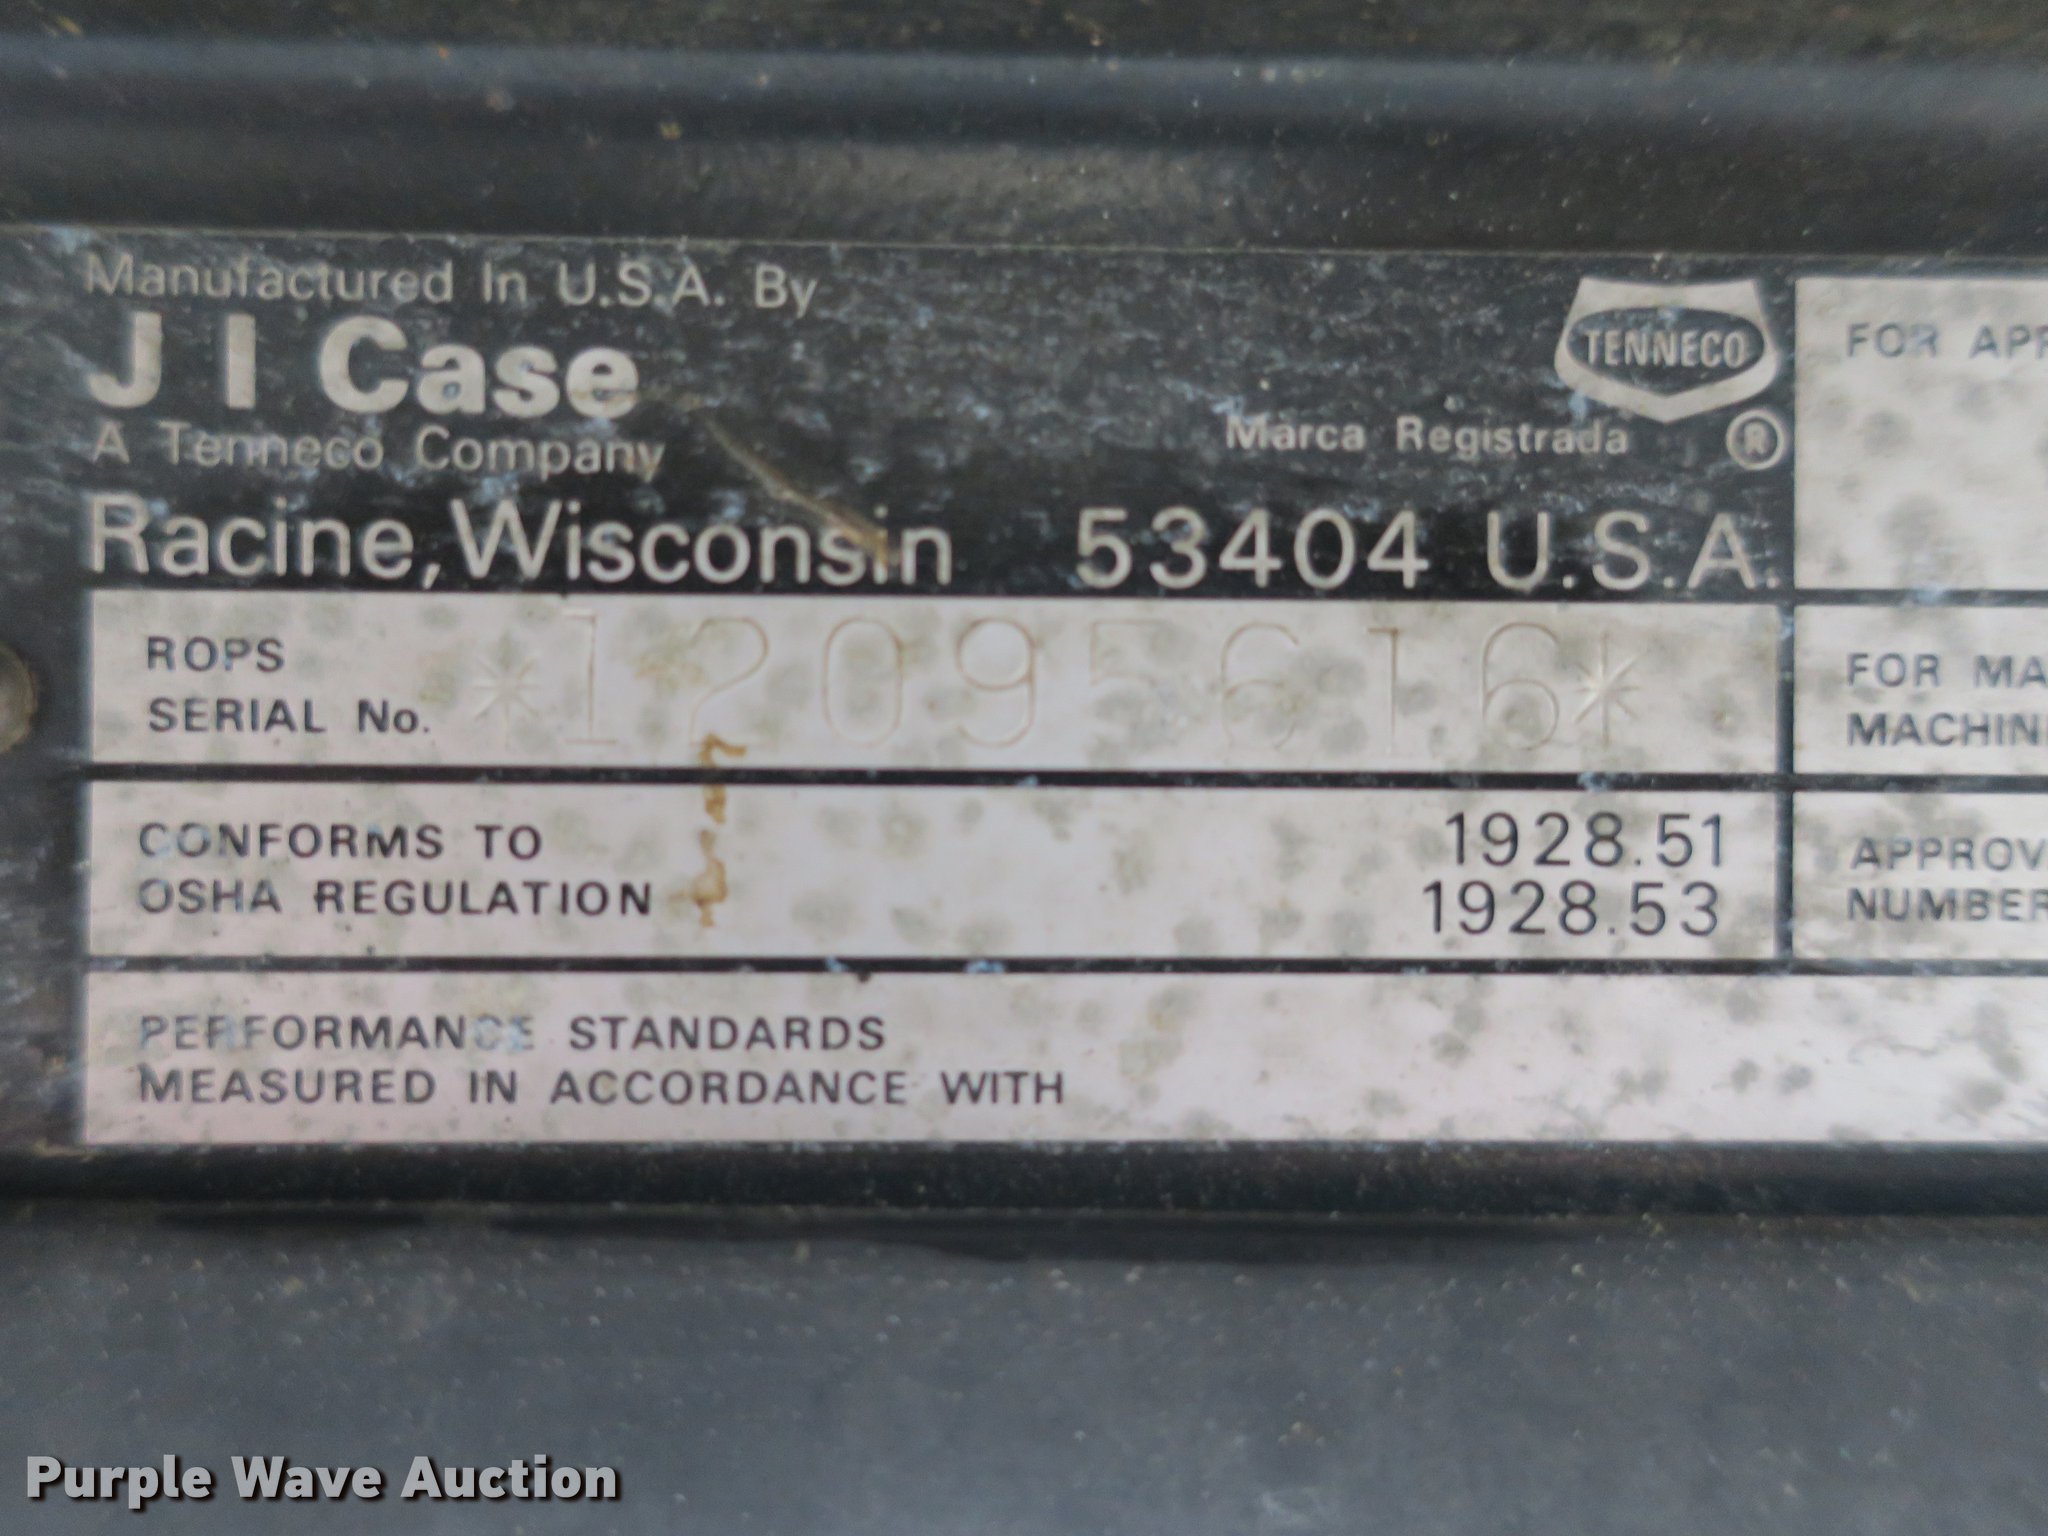 Manufactured In U.S.A. By
J I Case
A Tenneco Company
TENNECO
Marca Registrada ®
Racine, Wisconsin 53404 U.S.A.
ROPS
SERIAL No. *12095616*
CONFORMS TO
OSHA REGULATION
1928.51
1928.53
PERFORMANCE STANDARDS
MEASURED IN ACCORDANCE WITH
FOR APP
FOR MA
MACHIN
APPROV
NUMBER
Purple Wave Auction